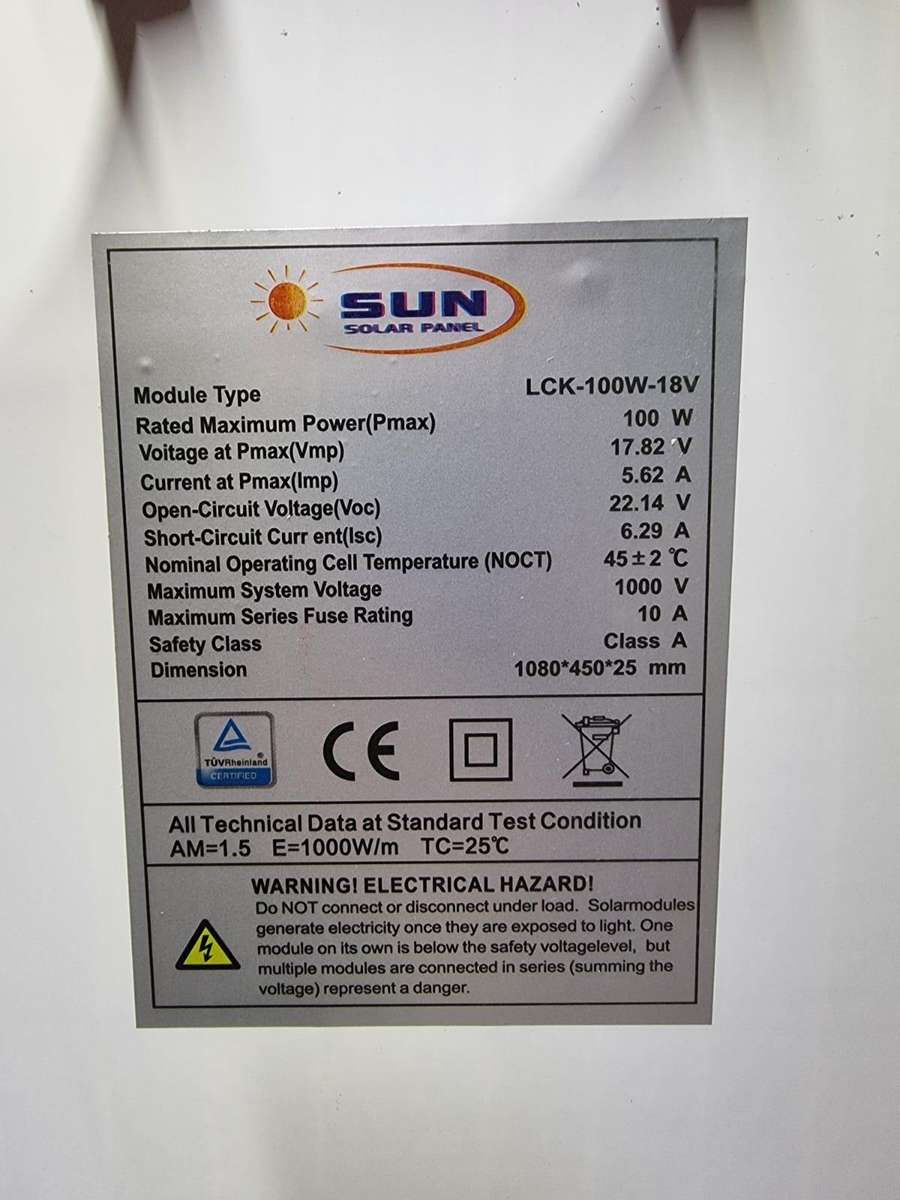 SUN
SOLAR PANEL
Module Type LCK-100W-18V
Rated Maximum Power(Pmax) 100 W
Voitage at Pmax(Vmp) 17.82 V
Current at Pmax(Imp) 5.62 A
Open-Circuit Voltage(Voc) 22.14 V
Short-Circuit Curr ent(Isc) 6.29 A
Nominal Operating Cell Temperature (NOCT) 45±2 ℃
Maximum System Voltage 1000 V
Maximum Series Fuse Rating 10 A
Safety Class Class A
Dimension 1080*450*25 mm
TÜVRheinland®
CERTIFIED
CE
All Technical Data at Standard Test Condition
AM=1.5 E=1000W/m TC=25℃
WARNING! ELECTRICAL HAZARD!
Do NOT connect or disconnect under load. Solarmodules
generate electricity once they are exposed to light. One
module on its own is below the safety voltagelevel, but
multiple modules are connected in series (summing the
voltage) represent a danger.